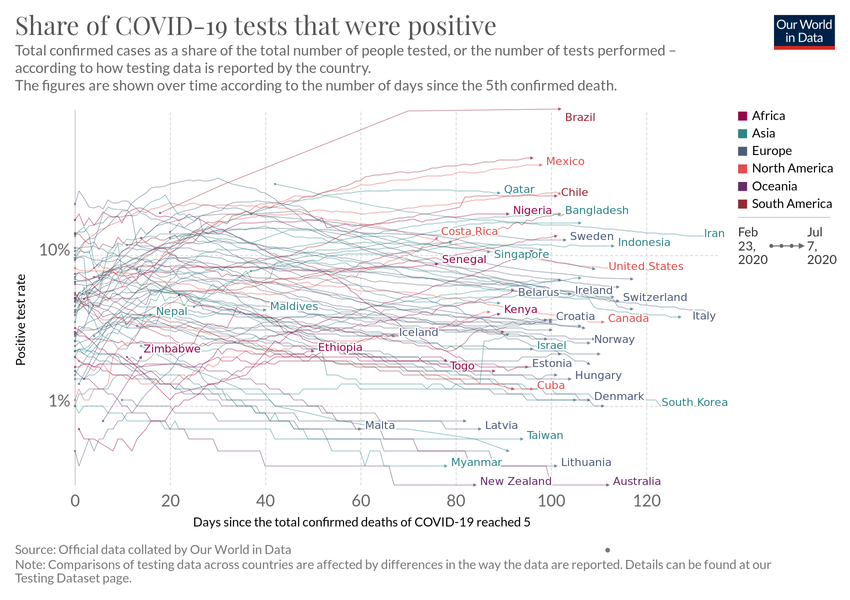 Share of COVID-19 tests that were positive
Our World
in Data
Total confirmed cases as a share of the total number of people tested, or the number of tests performed –
according to how testing data is reported by the country.
The figures are shown over time according to the number of days since the 5th confirmed death.
Africa
Asia
Europe
North America
Oceania
South America
Feb
23,
2020
Jul
7,
2020
Positive test rate
10%
1%
Brazil
Mexico
Qatar
Chile
Nigeria
Bangladesh
Costa Rica
Sweden
Iran
Indonesia
Singapore
Senegal
United States
Belarus
Ireland
Switzerland
Maldives
Nepal
Kenya
Croatia
Canada
Italy
Iceland
Norway
Israel
Zimbabwe
Ethiopia
Togo
Estonia
Hungary
Cuba
Denmark
South Korea
Malta
Latvia
Taiwan
Myanmar
Lithuania
New Zealand
Australia
0
20
40
60
80
100
120
Days since the total confirmed deaths of COVID-19 reached 5
Source: Official data collated by Our World in Data
Note: Comparisons of testing data across countries are affected by differences in the way the data are reported. Details can be found at our
Testing Dataset page.